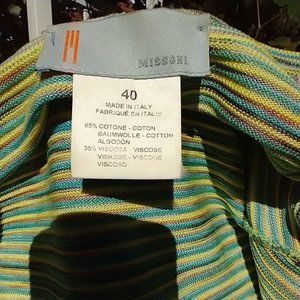 M
MISSONI
40
MADE IN ITALY
FABRIQUÉ EN ITALIE
65% COTONE - COTON
BAUMWOLLE - COTTON
ALGODÓN
35% VISCOSA - VISCOSE
VISKOSE - VISCOSE
VISCOSO